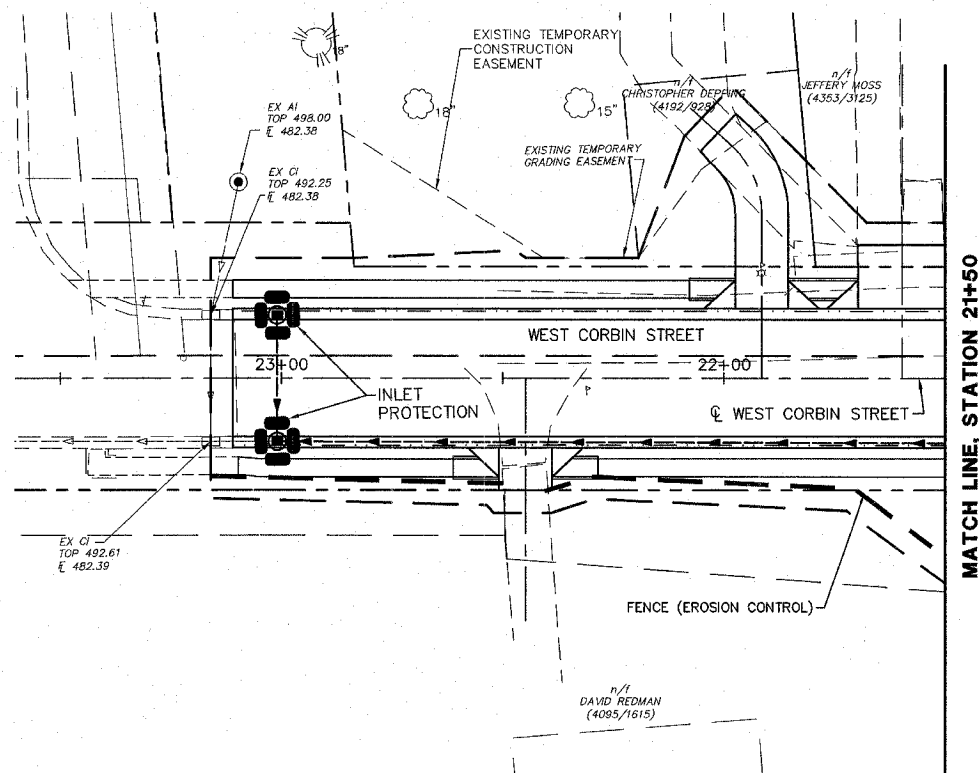 EXISTING TEMPORARY
CONSTRUCTION
EASEMENT
8"
18"
15"
n/f
CHRISTOPHER DEPPING
(4192/928)
n/f
JEFFERY MOSS
(4353/3125)
EX AI
TOP 498.00
482.38
EX CI
TOP 492.25
482.38
EXISTING TEMPORARY
GRADING EASEMENT
WEST CORBIN STREET
23+00
22+00
INLET
PROTECTION
℄ WEST CORBIN STREET
MATCH LINE, STATION 21+50
EX CI
TOP 492.61
482.39
FENCE (EROSION CONTROL)
n/f
DAVID REDMAN
(4095/1615)